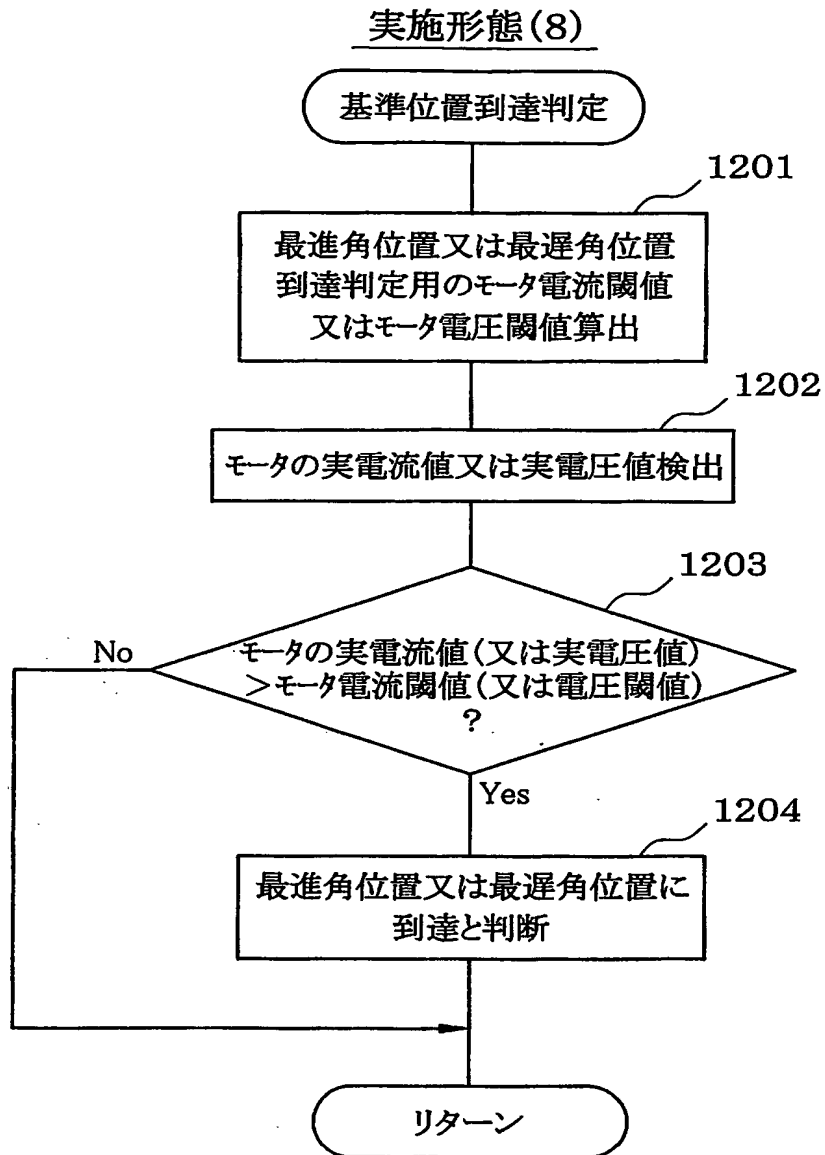 実施形態(8)
基準位置到達判定
1201
最進角位置又は最遅角位置
到達判定用のモータ電流閾値
又はモータ電圧閾値算出
1202
モータの実電流値又は実電圧値検出
1203
No
モータの実電流値(又は実電圧値)
>モータ電流閾値(又は電圧閾値)
?
Yes
1204
最進角位置又は最遅角位置に
到達と判断
リターン